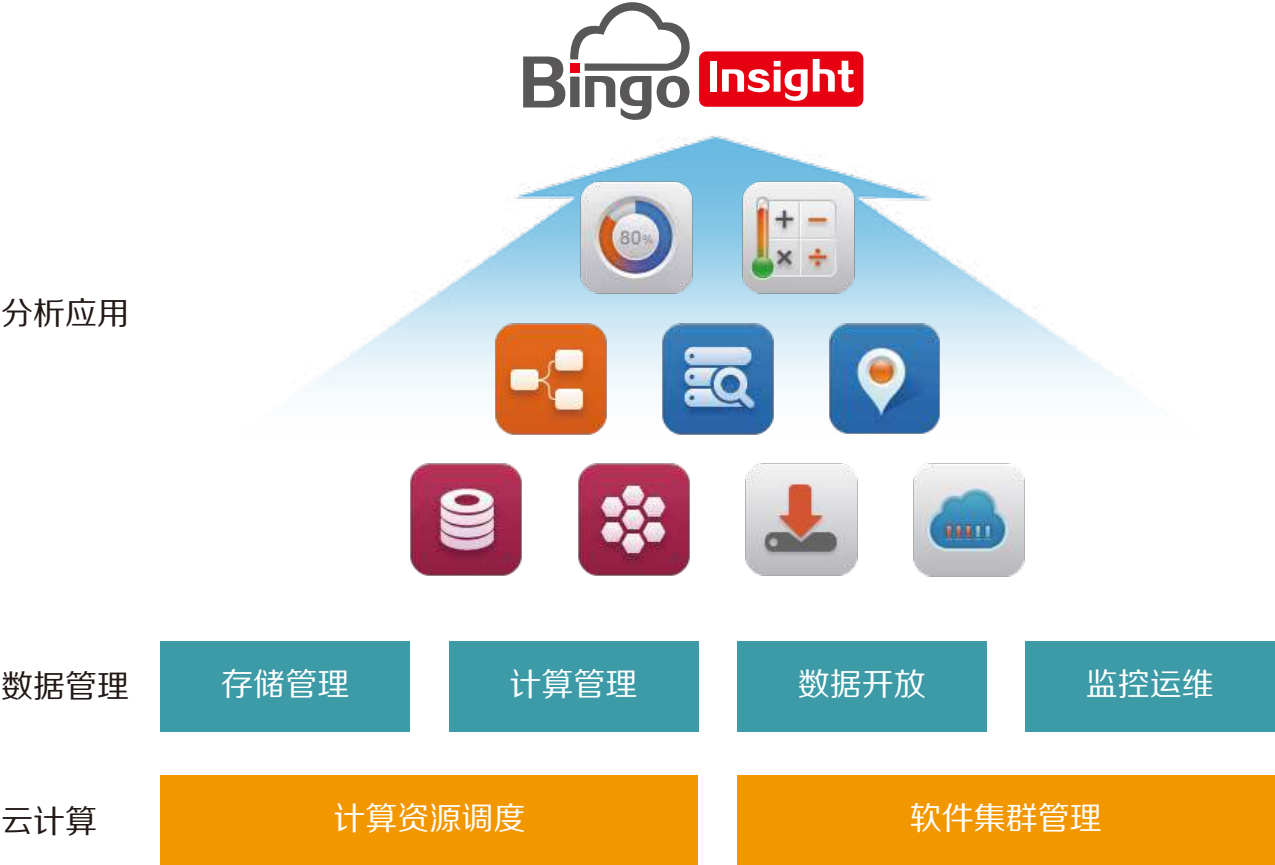 Bingo Insight
80%
+ −
× ÷
分析应用
数据管理
存储管理
计算管理
数据开放
监控运维
云计算
计算资源调度
软件集群管理